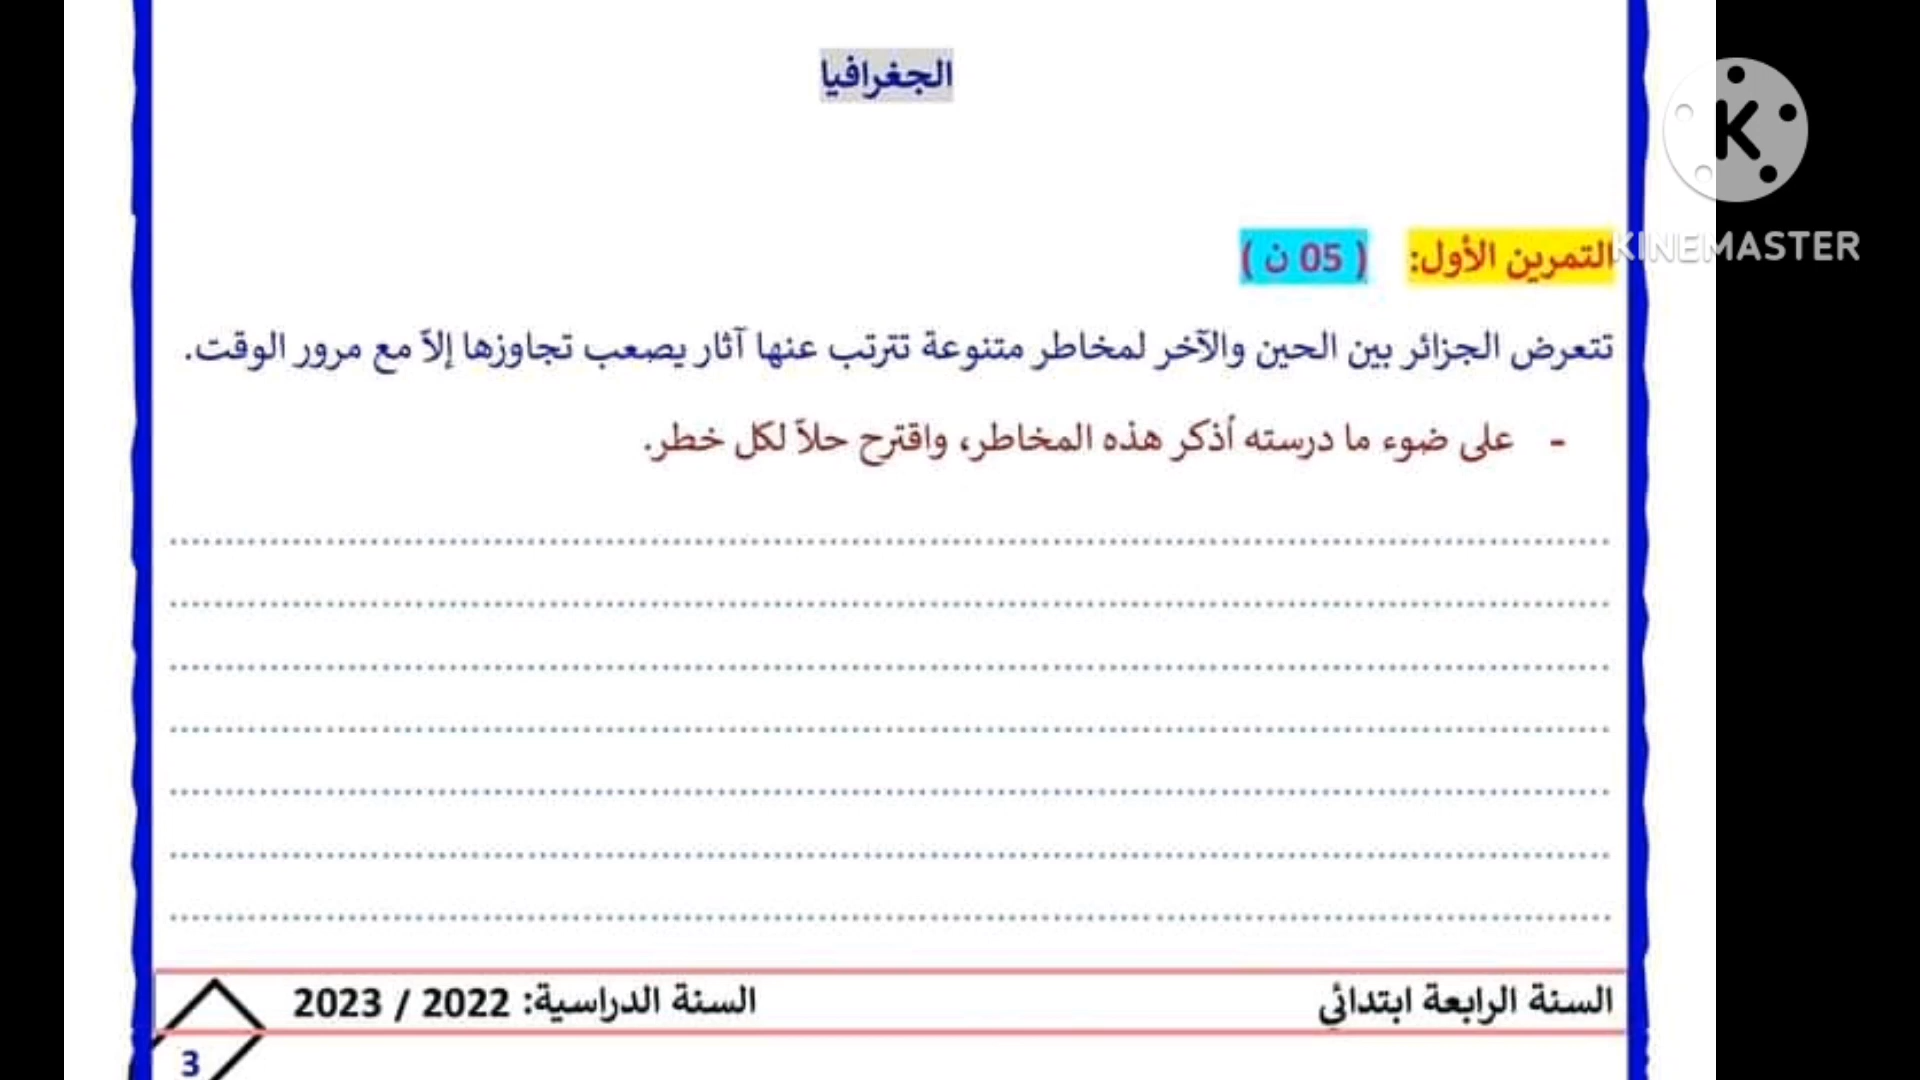 الجغرافيا
KINEMASTER
التمرين الأول: ( 05 ن )
تتعرض الجزائر بين الحين والآخر لمخاطر متنوعة تترتب عنها آثار يصعب تجاوزها إلاّ مع مرور الوقت.
- على ضوء ما درسته أذكر هذه المخاطر، واقترح حلاّ لكل خطر.
السنة الرابعة ابتدائي السنة الدراسية: 2022 / 2023
3